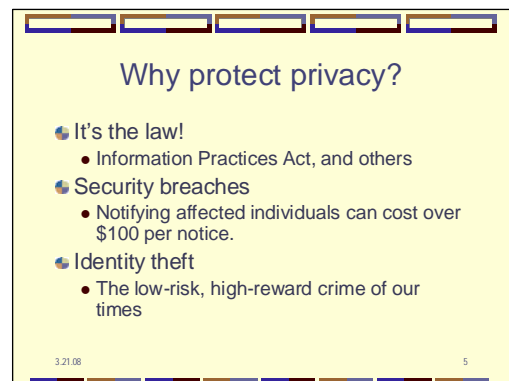 Why protect privacy?
It's the law!
• Information Practices Act, and others
Security breaches
• Notifying affected individuals can cost over
$100 per notice.
Identity theft
• The low-risk, high-reward crime of our
times
3.21.08
5